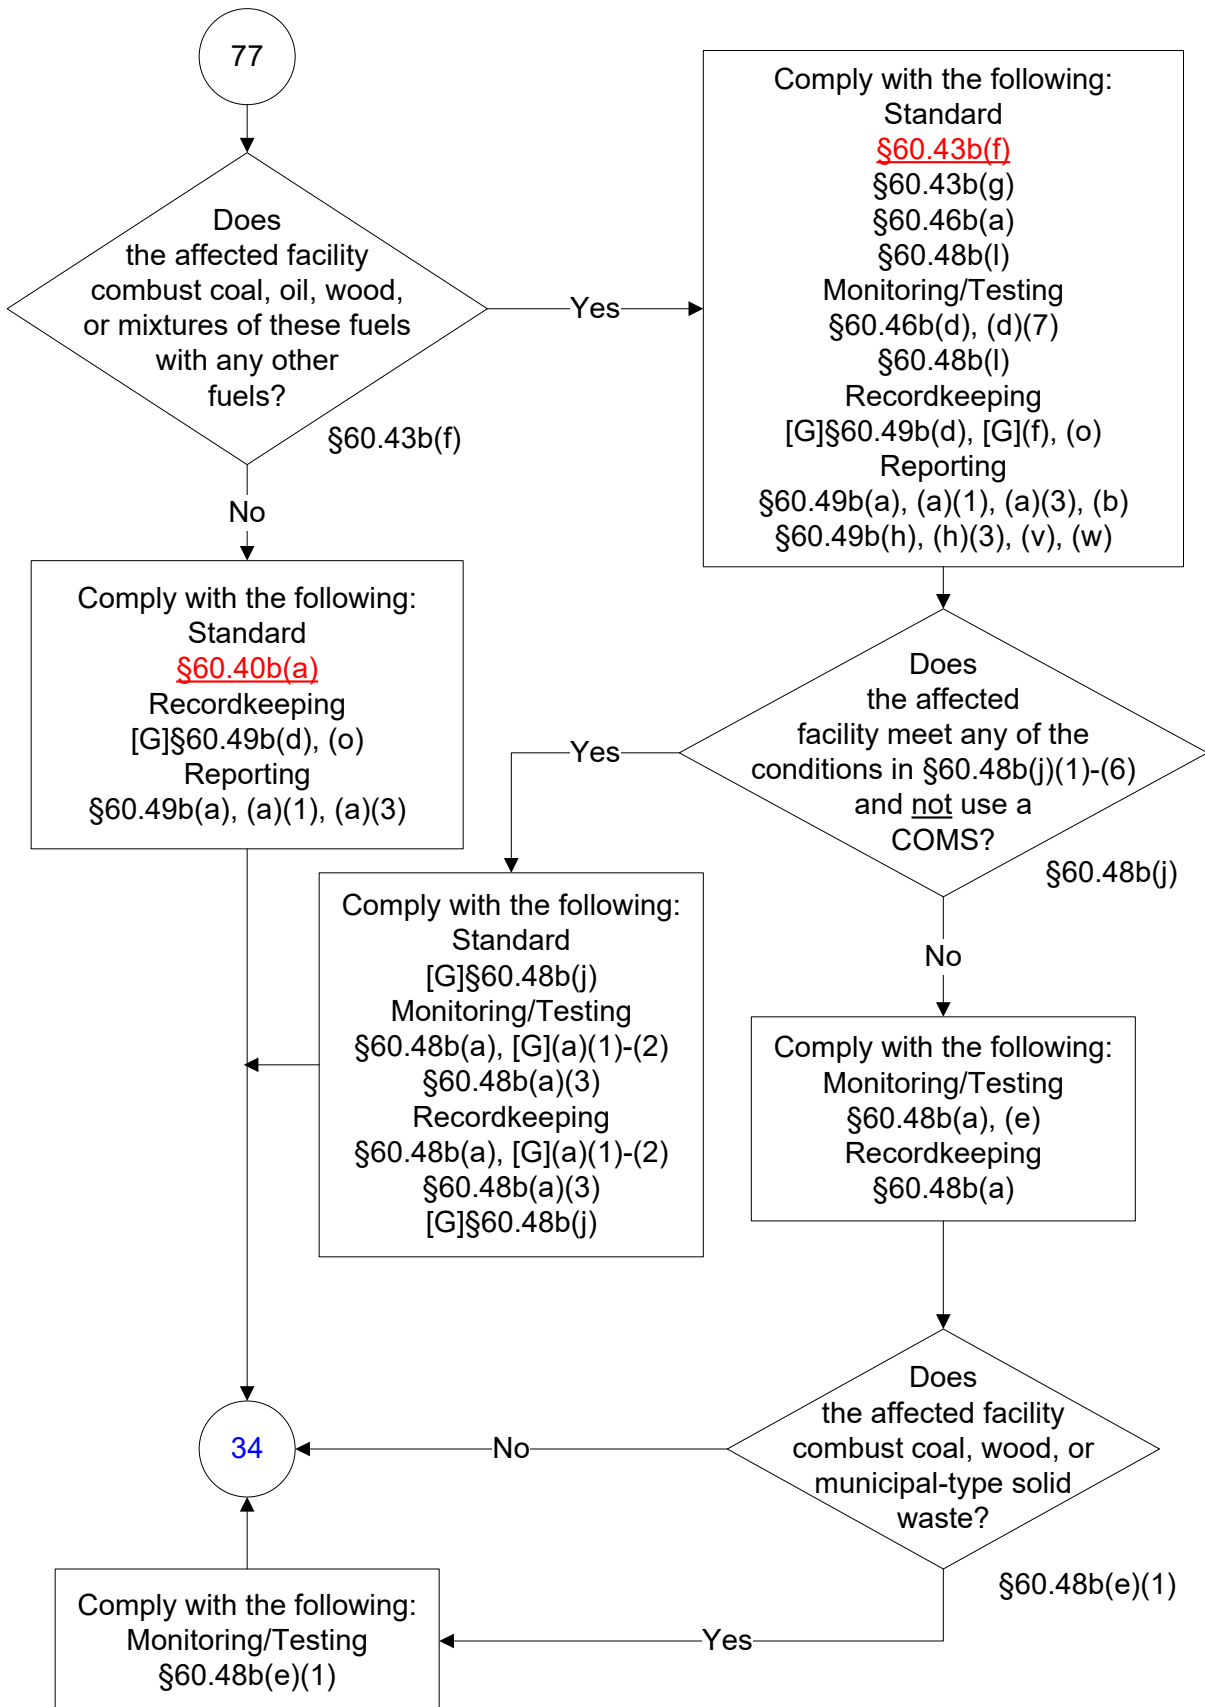 77
Does
the affected facility
combust coal, oil, wood,
or mixtures of these fuels
with any other
fuels?
§60.43b(f)
Yes
No
Comply with the following:
Standard
§60.43b(f)
§60.43b(g)
§60.46b(a)
§60.48b(l)
Monitoring/Testing
§60.46b(d), (d)(7)
§60.48b(l)
Recordkeeping
[G]§60.49b(d), [G](f), (o)
Reporting
§60.49b(a), (a)(1), (a)(3), (b)
§60.49b(h), (h)(3), (v), (w)
Comply with the following:
Standard
§60.40b(a)
Recordkeeping
[G]§60.49b(d), (o)
Reporting
§60.49b(a), (a)(1), (a)(3)
Does
the affected
facility meet any of the
conditions in §60.48b(j)(1)-(6)
and not use a
COMS?
§60.48b(j)
Yes
No
Comply with the following:
Standard
[G]§60.48b(j)
Monitoring/Testing
§60.48b(a), [G](a)(1)-(2)
§60.48b(a)(3)
Recordkeeping
§60.48b(a), [G](a)(1)-(2)
§60.48b(a)(3)
[G]§60.48b(j)
Comply with the following:
Monitoring/Testing
§60.48b(a), (e)
Recordkeeping
§60.48b(a)
Does
the affected facility
combust coal, wood, or
municipal-type solid
waste?
§60.48b(e)(1)
No
34
Yes
Comply with the following:
Monitoring/Testing
§60.48b(e)(1)